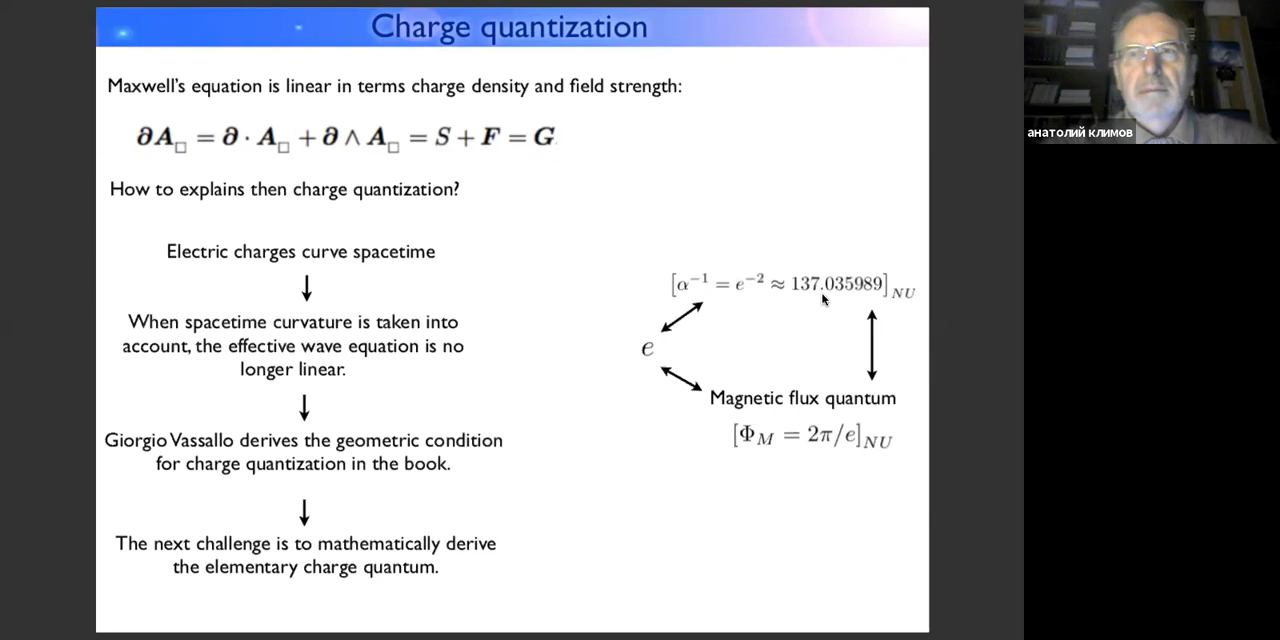 Charge quantization
Maxwell's equation is linear in terms charge density and field strength:
∂A□ = ∂ · A□ + ∂ ∧ A□ = S + F = G
How to explains then charge quantization?
Electric charges curve spacetime
When spacetime curvature is taken into
account, the effective wave equation is no
longer linear.
Giorgio Vassallo derives the geometric condition
for charge quantization in the book.
The next challenge is to mathematically derive
the elementary charge quantum.
[α⁻¹ = e⁻² ≈ 137.035989]NU
e
Magnetic flux quantum
[ΦM = 2π/e]NU
анатолий климов